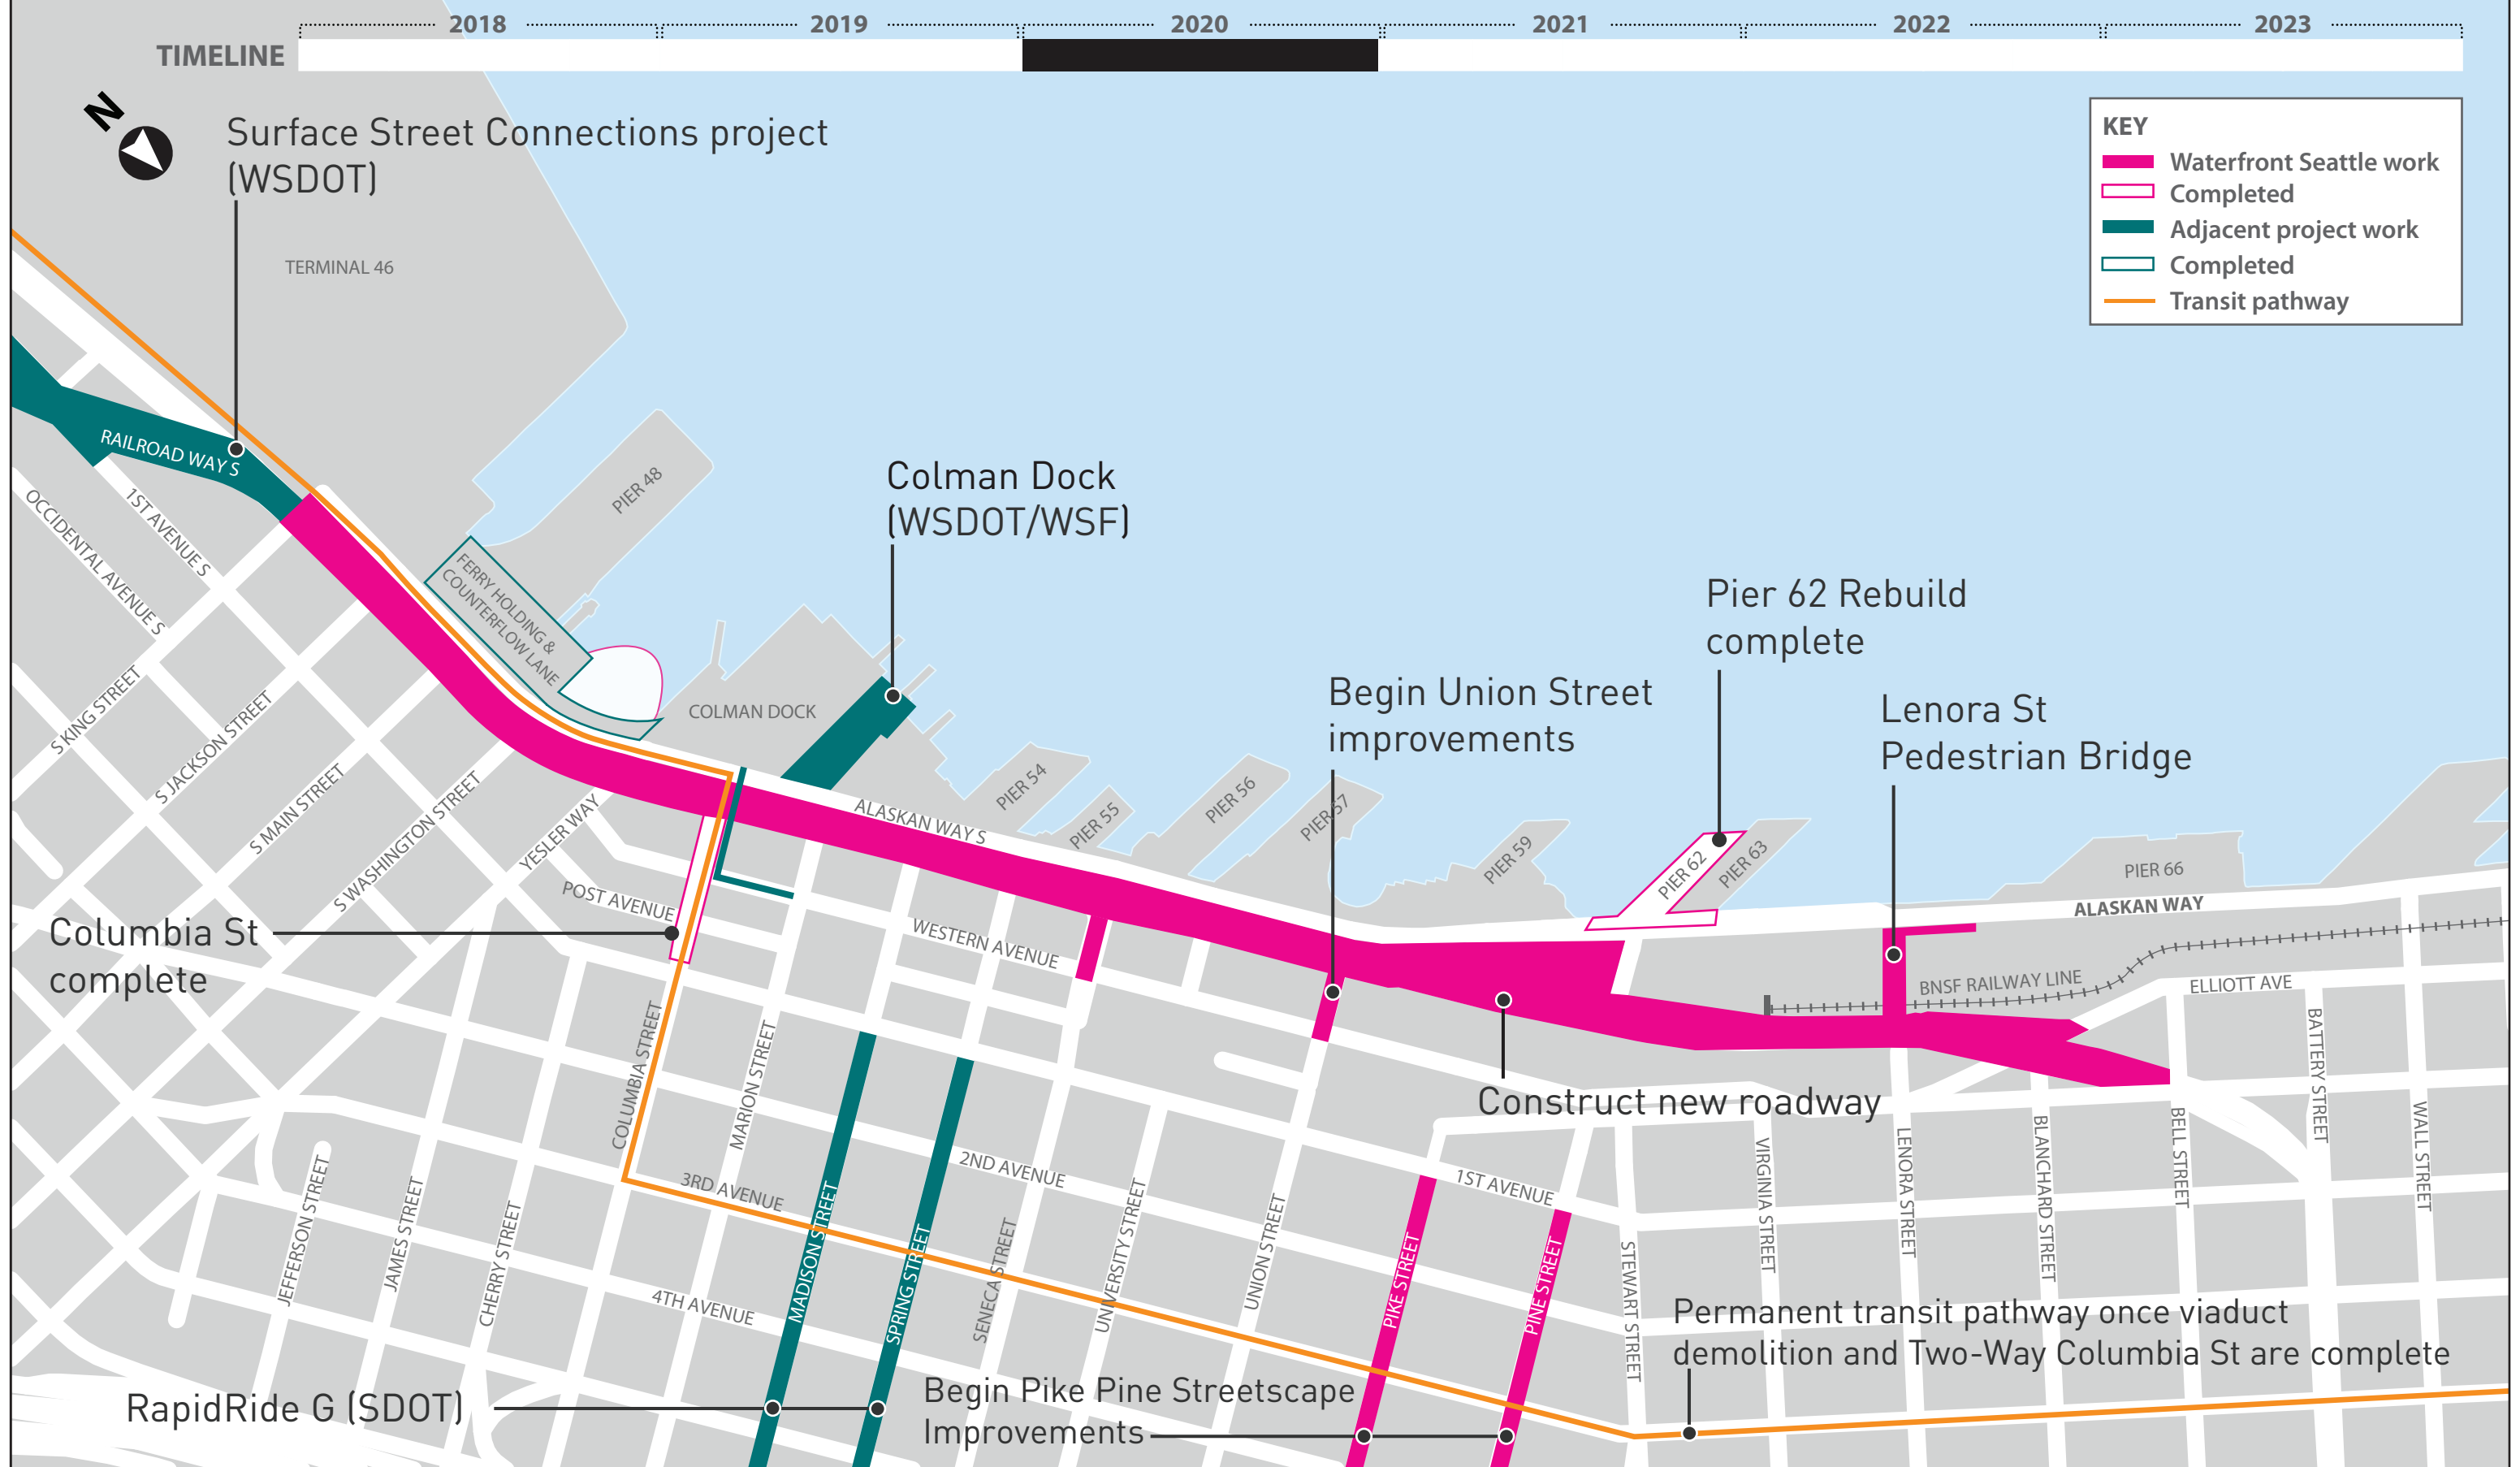 2018
2019
2020
2021
2022
2023
TIMELINE
N
KEY
Waterfront Seattle work
Completed
Adjacent project work
Completed
Transit pathway
Surface Street Connections project
(WSDOT)
TERMINAL 46
RAILROAD WAY S
OCCIDENTAL AVENUE S
1ST AVENUE S
PIER 48
FERRY HOLDING &
COUNTERFLOW LANE
Colman Dock
(WSDOT/WSF)
COLMAN DOCK
Pier 62 Rebuild
complete
Begin Union Street
improvements
Lenora St
Pedestrian Bridge
S KING STREET
S JACKSON STREET
S MAIN STREET
S WASHINGTON STREET
YESLER WAY
ALASKAN WAY S
PIER 54
PIER 55
PIER 56
PIER 57
PIER 59
PIER 62
PIER 63
PIER 66
ALASKAN WAY
POST AVENUE
WESTERN AVENUE
Columbia St
complete
BNSF RAILWAY LINE
ELLIOTT AVE
Construct new roadway
COLUMBIA STREET
MARION STREET
3RD AVENUE
2ND AVENUE
1ST AVENUE
4TH AVENUE
JEFFERSON STREET
JAMES STREET
CHERRY STREET
MADISON STREET
SPRING STREET
SENECA STREET
UNIVERSITY STREET
UNION STREET
PIKE STREET
PINE STREET
STEWART STREET
VIRGINIA STREET
LENORA STREET
BLANCHARD STREET
BELL STREET
BATTERY STREET
WALL STREET
Permanent transit pathway once viaduct
demolition and Two-Way Columbia St are complete
RapidRide G (SDOT)
Begin Pike Pine Streetscape
Improvements